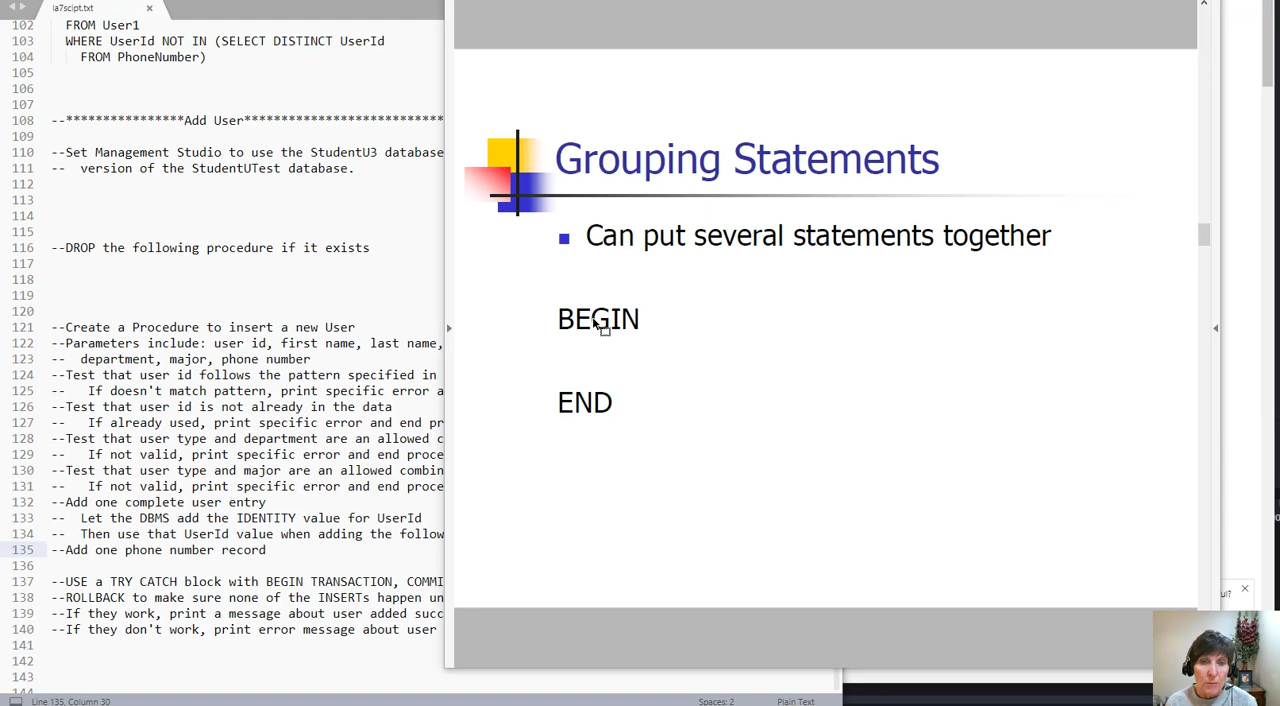 la7scipt.txt
102 FROM User1
103 WHERE UserId NOT IN (SELECT DISTINCT UserId
104 FROM PhoneNumber)
105
106
107
108 --****************Add User***************************
109
110 --Set Management Studio to use the StudentU3 database
111 -- version of the StudentUTest database.
112
113
114
115
116 --DROP the following procedure if it exists
117
118
119
120
121 --Create a Procedure to insert a new User
122 --Parameters include: user id, first name, last name,
123 -- department, major, phone number
124 --Test that user id follows the pattern specified in
125 -- If doesn't match pattern, print specific error a
126 --Test that user id is not already in the data
127 -- If already used, print specific error and end pr
128 --Test that user type and department are an allowed c
129 -- If not valid, print specific error and end proce
130 --Test that user type and major are an allowed combin
131 -- If not valid, print specific error and end proce
132 --Add one complete user entry
133 -- Let the DBMS add the IDENTITY value for UserId
134 -- Then use that UserId value when adding the follow
135 --Add one phone number record
136
137 --USE a TRY CATCH block with BEGIN TRANSACTION, COMMI
138 --ROLLBACK to make sure none of the INSERTs happen un
139 --If they work, print a message about user added succ
140 --If they don't work, print error message about user
141
142
143
144
Line 135, Column 30
Spaces: 2
Plain Text
Grouping Statements
Can put several statements together
BEGIN
END
ul?